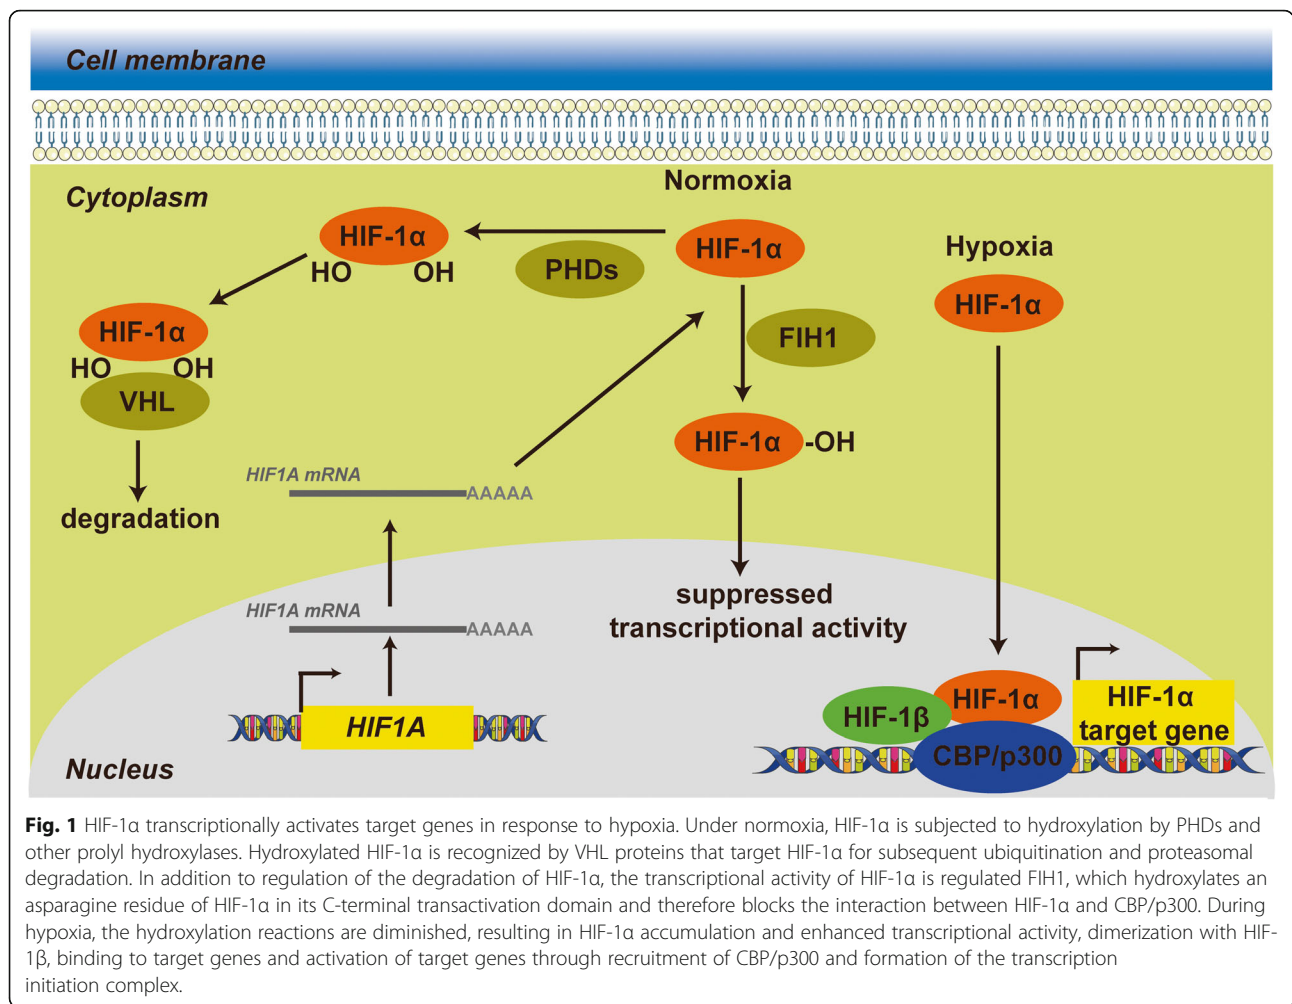 Cell membrane
Cytoplasm
Normoxia
HIF-1α
HO OH
PHDs
HIF-1α
Hypoxia
HIF-1α
HIF-1α
HO OH
VHL
FIH1
degradation
HIF-1α -OH
HIF1A mRNA
AAAAA
suppressed
transcriptional activity
HIF1A mRNA
AAAAA
HIF1A
HIF-1β
HIF-1α
CBP/p300
HIF-1α
target gene
Nucleus
Fig. 1 HIF-1α transcriptionally activates target genes in response to hypoxia. Under normoxia, HIF-1α is subjected to hydroxylation by PHDs and
other prolyl hydroxylases. Hydroxylated HIF-1α is recognized by VHL proteins that target HIF-1α for subsequent ubiquitination and proteasomal
degradation. In addition to regulation of the degradation of HIF-1α, the transcriptional activity of HIF-1α is regulated FIH1, which hydroxylates an
asparagine residue of HIF-1α in its C-terminal transactivation domain and therefore blocks the interaction between HIF-1α and CBP/p300. During
hypoxia, the hydroxylation reactions are diminished, resulting in HIF-1α accumulation and enhanced transcriptional activity, dimerization with HIF-
1β, binding to target genes and activation of target genes through recruitment of CBP/p300 and formation of the transcription
initiation complex.